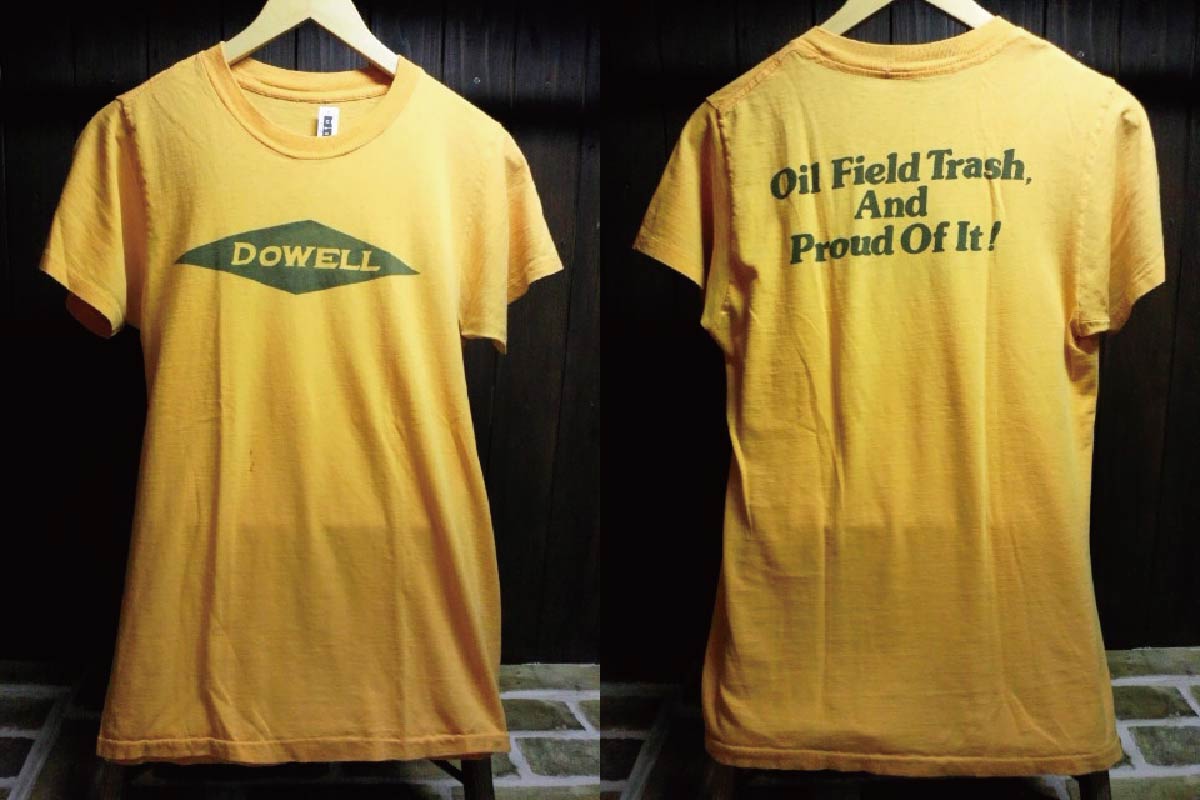 DOWELL
Oil Field Trash,
And
Proud Of It!